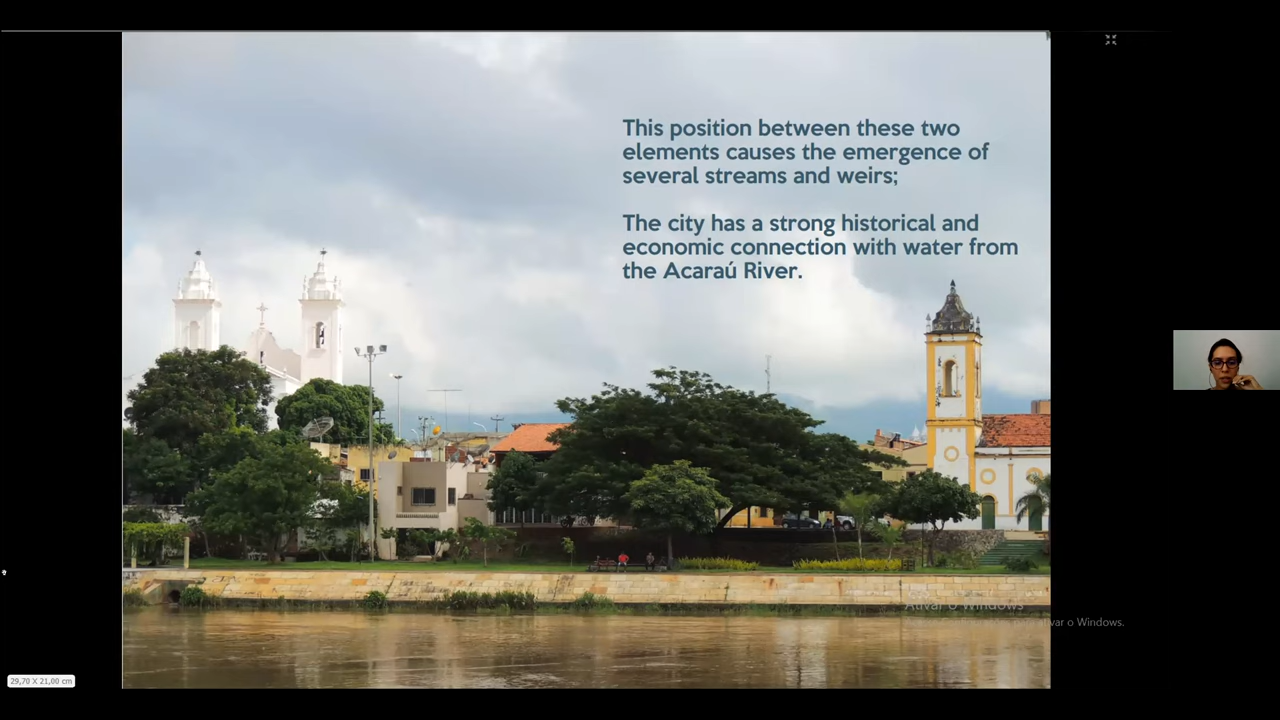 This position between these two
elements causes the emergence of
several streams and weirs;
The city has a strong historical and
economic connection with water from
the Acaraú River.
Ativar o Windows
var o Windows.
29,70 X 21,00 cm